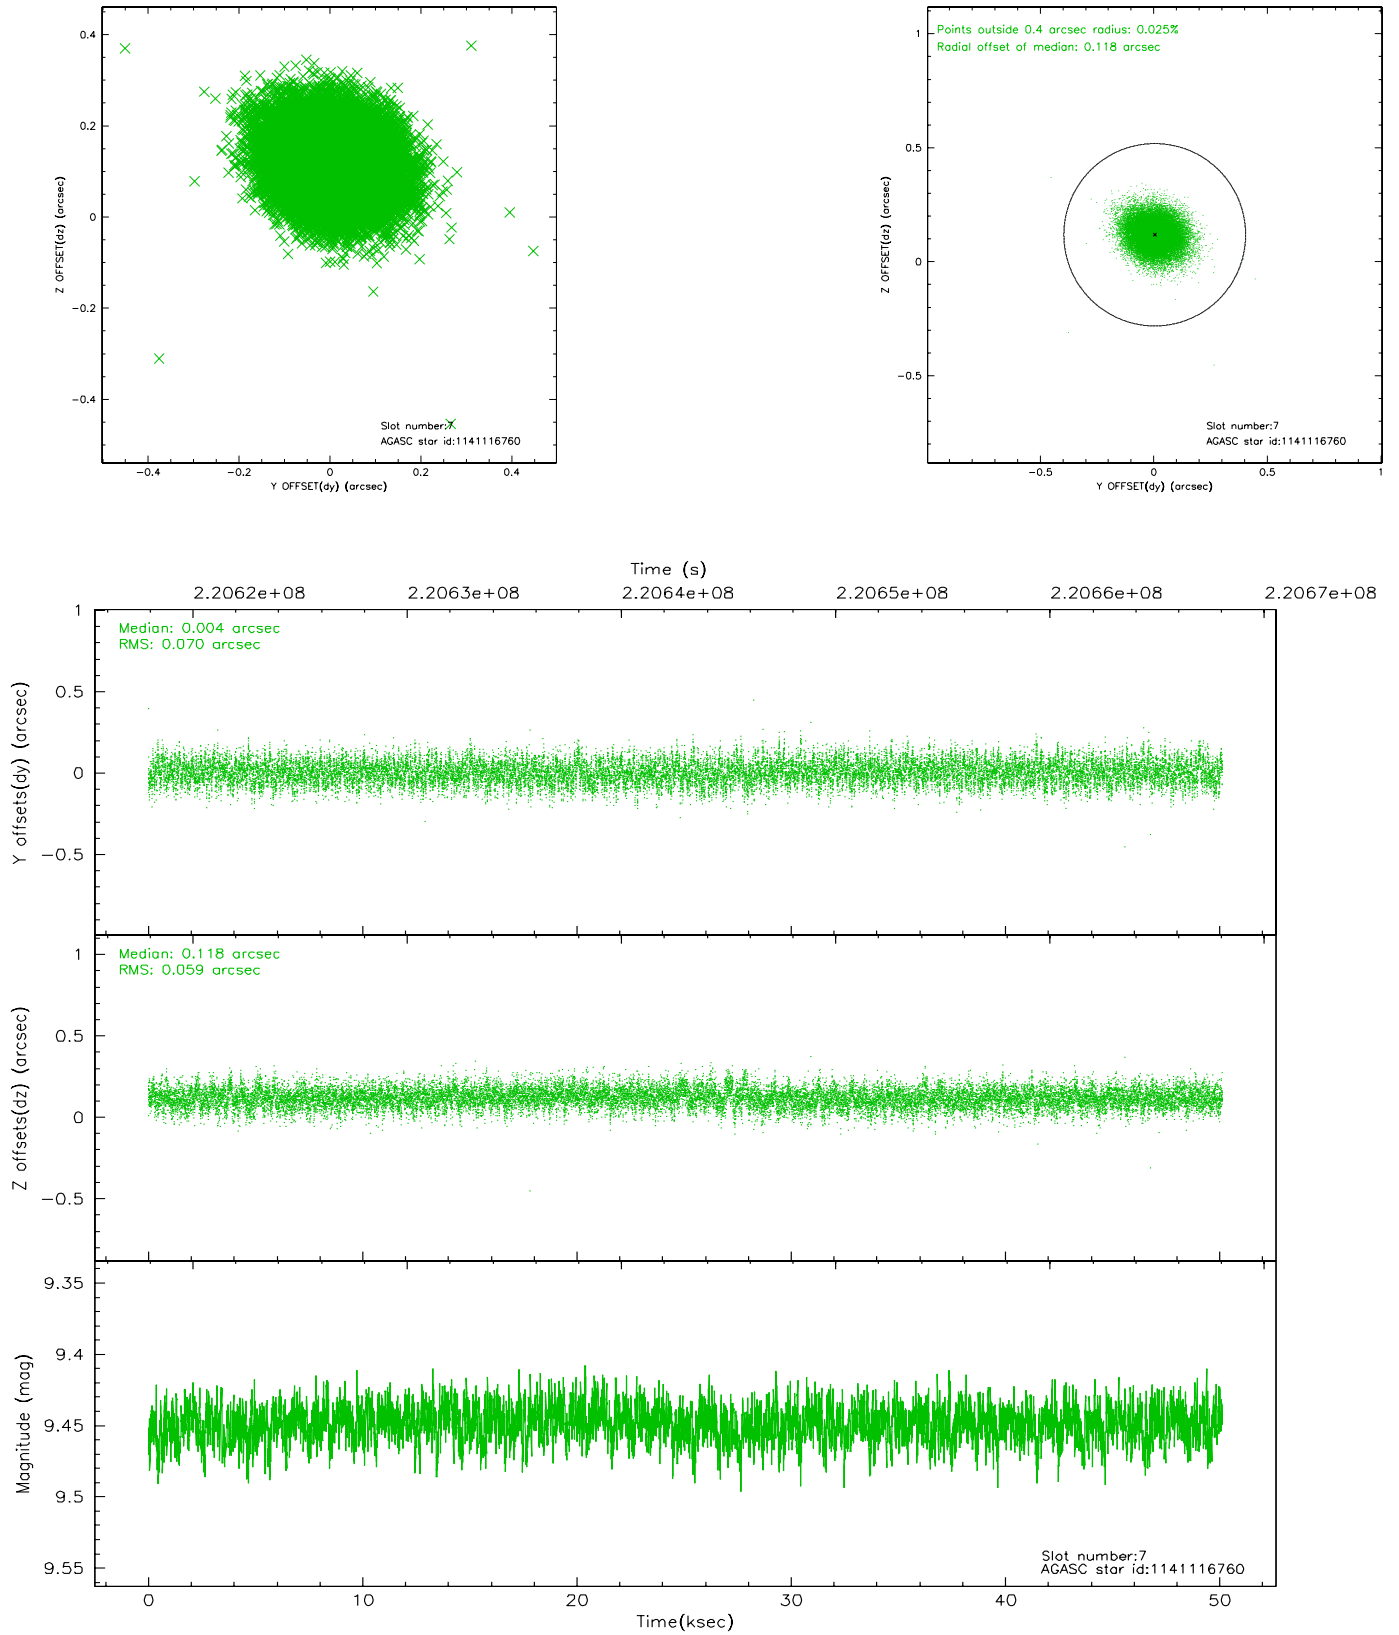 0.4
0.2
0
−0.2
−0.4
Z OFFSET(dz) (arcsec)
Slot number:7
AGASC star id:1141116760
−0.4 −0.2 0 0.2 0.4
Y OFFSET(dy) (arcsec)
Points outside 0.4 arcsec radius: 0.025%
Radial offset of median: 0.118 arcsec
1
0.5
0
−0.5
Z OFFSET(dz) (arcsec)
Slot number:7
AGASC star id:1141116760
−0.5 0 0.5 1
Y OFFSET(dy) (arcsec)
Time (s)
2.2062e+08 2.2063e+08 2.2064e+08 2.2065e+08 2.2066e+08 2.2067e+08
Median: 0.004 arcsec
RMS: 0.070 arcsec
1
0.5
0
−0.5
Y offsets(dy) (arcsec)
Median: 0.118 arcsec
RMS: 0.059 arcsec
1
0.5
0
−0.5
Z offsets(dz) (arcsec)
9.35
9.4
9.45
9.5
9.55
Magnitude (mag)
Slot number:7
AGASC star id:1141116760
0 10 20 30 40 50
Time(ksec)